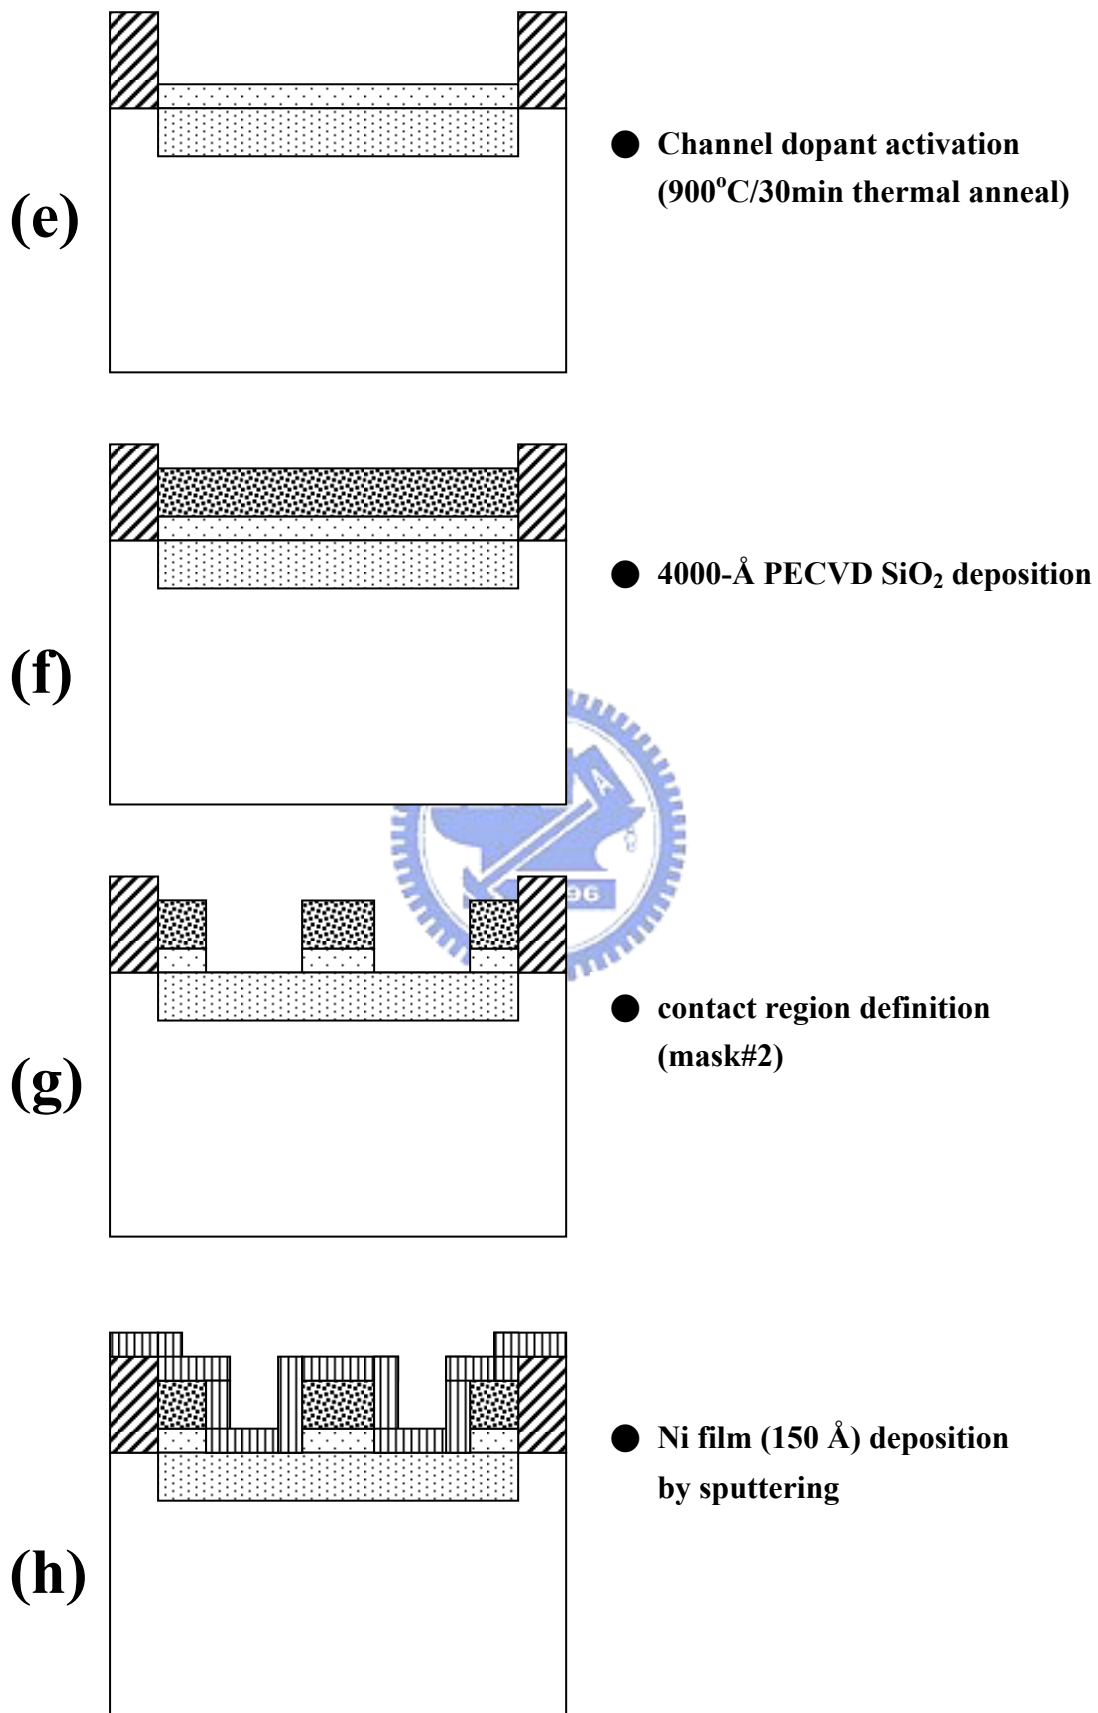 (e)
● Channel dopant activation
(900°C/30min thermal anneal)
(f)
● 4000-Å PECVD SiO₂ deposition
96
(g)
● contact region definition
(mask#2)
(h)
● Ni film (150 Å) deposition
by sputtering